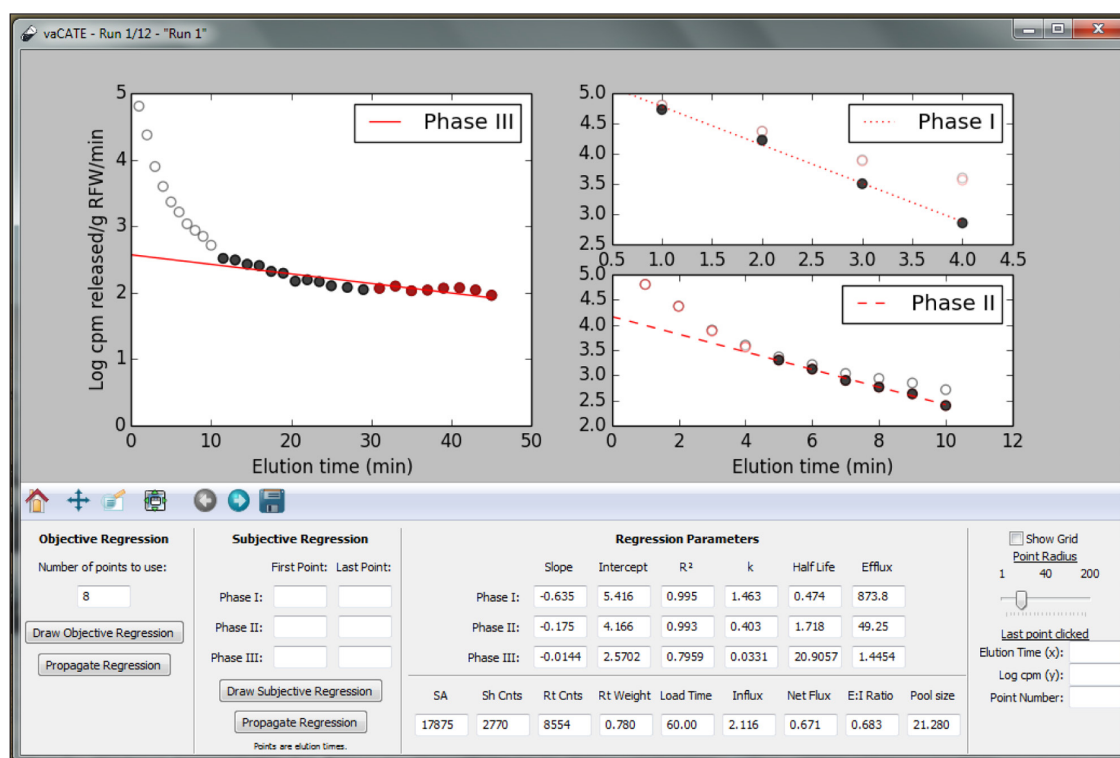 vaCATE - Run 1/12 - "Run 1"
Log cpm released/g RFW/min
5
4
3
2
1
0
Phase III
0 10 20 30 40 50
Elution time (min)
5.0
4.5
4.0
3.5
3.0
2.5
Phase I
0.5 1.0 1.5 2.0 2.5 3.0 3.5 4.0 4.5
5.0
4.5
4.0
3.5
3.0
2.5
2.0
Phase II
0 2 4 6 8 10 12
Elution time (min)
Objective Regression
Number of points to use:
8
Draw Objective Regression
Propagate Regression
Subjective Regression
First Point: Last Point:
Phase I:
Phase II:
Phase III:
Draw Subjective Regression
Propagate Regression
Points are elution times.
Regression Parameters
Slope Intercept R² k Half Life Efflux
Phase I: -0.635 5.416 0.995 1.463 0.474 873.8
Phase II: -0.175 4.166 0.993 0.403 1.718 49.25
Phase III: -0.0144 2.5702 0.7959 0.0331 20.9057 1.4454
SA Sh Cnts Rt Cnts Rt Weight Load Time Influx Net Flux E:I Ratio Pool size
17875 2770 8554 0.780 60.00 2.116 0.671 0.683 21.280
Show Grid
Point Radius
1 40 200
Last point clicked
Elution Time (x):
Log cpm (y):
Point Number: